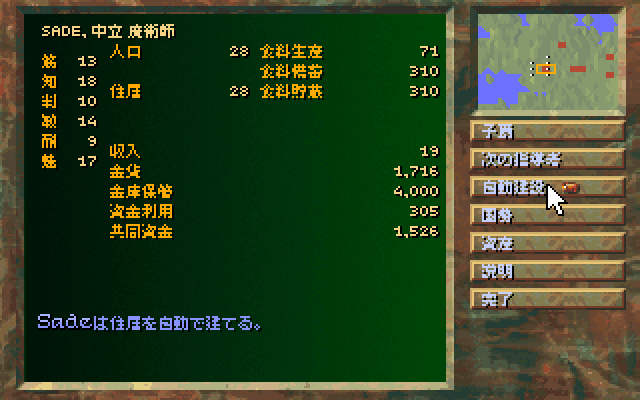 SADE, 中立 魔術師
人口 28 食料生産 71
筋 13
食料備蓄 310
知 18
住居 28 食料貯蔵 310
判 10
敏 14
耐 9
魅 17
収入 19
金貨 1,716
金庫保管 4,000
資金利用 305
共同資金 1,526
Sadeは住居を自動で建てる。
次の指導者
自動建設
国勢
資産
説明
完了